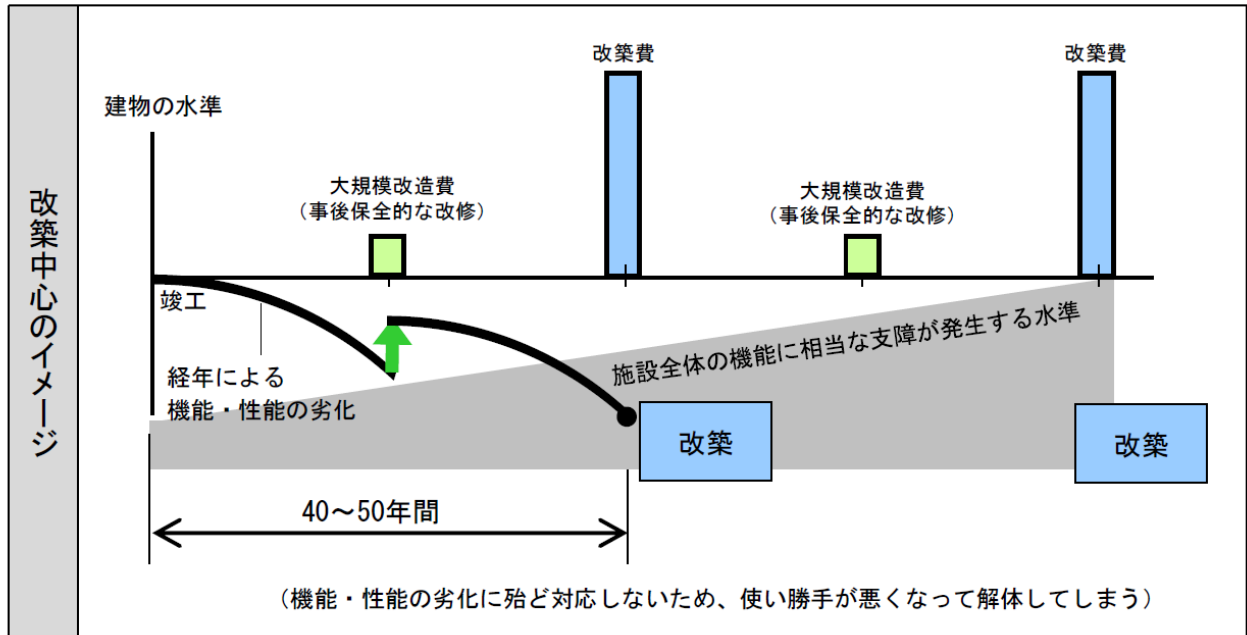 改築中心のイメージ
改築費
改築費
建物の水準
大規模改造費
（事後保全的な改修）
大規模改造費
（事後保全的な改修）
竣工
施設全体の機能に相当な支障が発生する水準
経年による
機能・性能の劣化
改築
改築
40～50年間
（機能・性能の劣化に殆ど対応しないため、使い勝手が悪くなって解体してしまう）